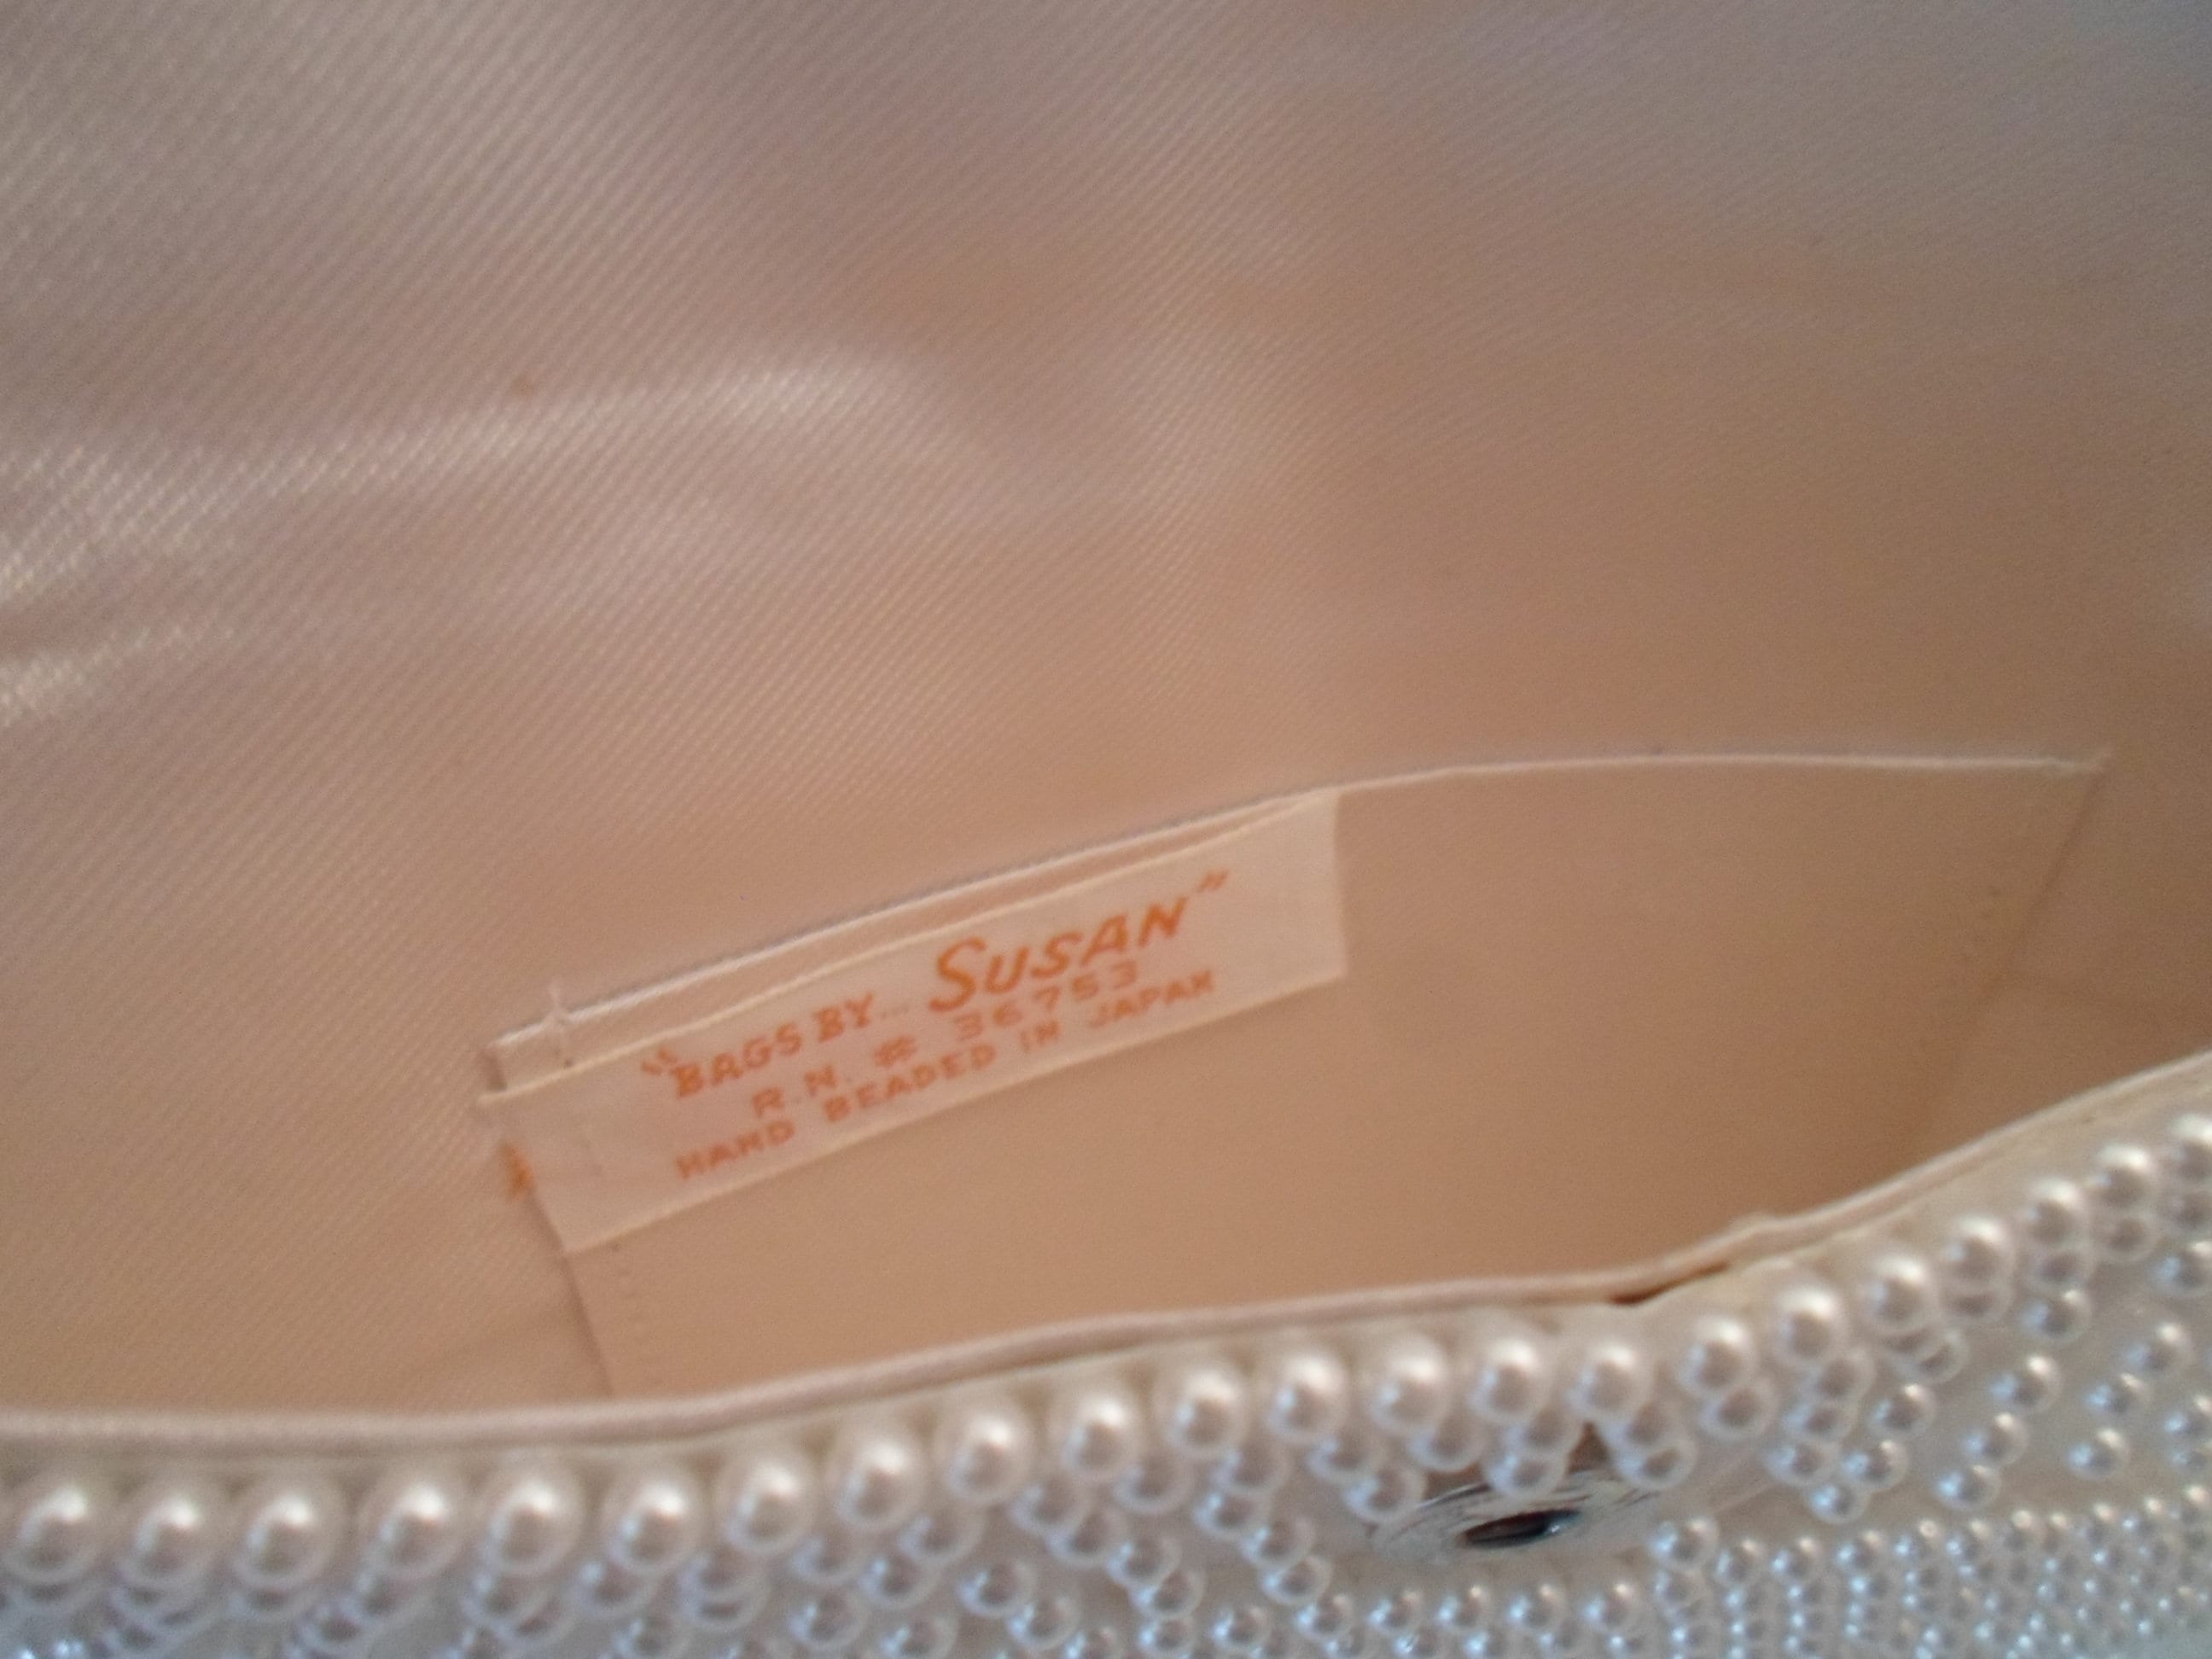 "BAGS BY... SUSAN"
R.N. # 36753
HAND BEADED IN JAPAN